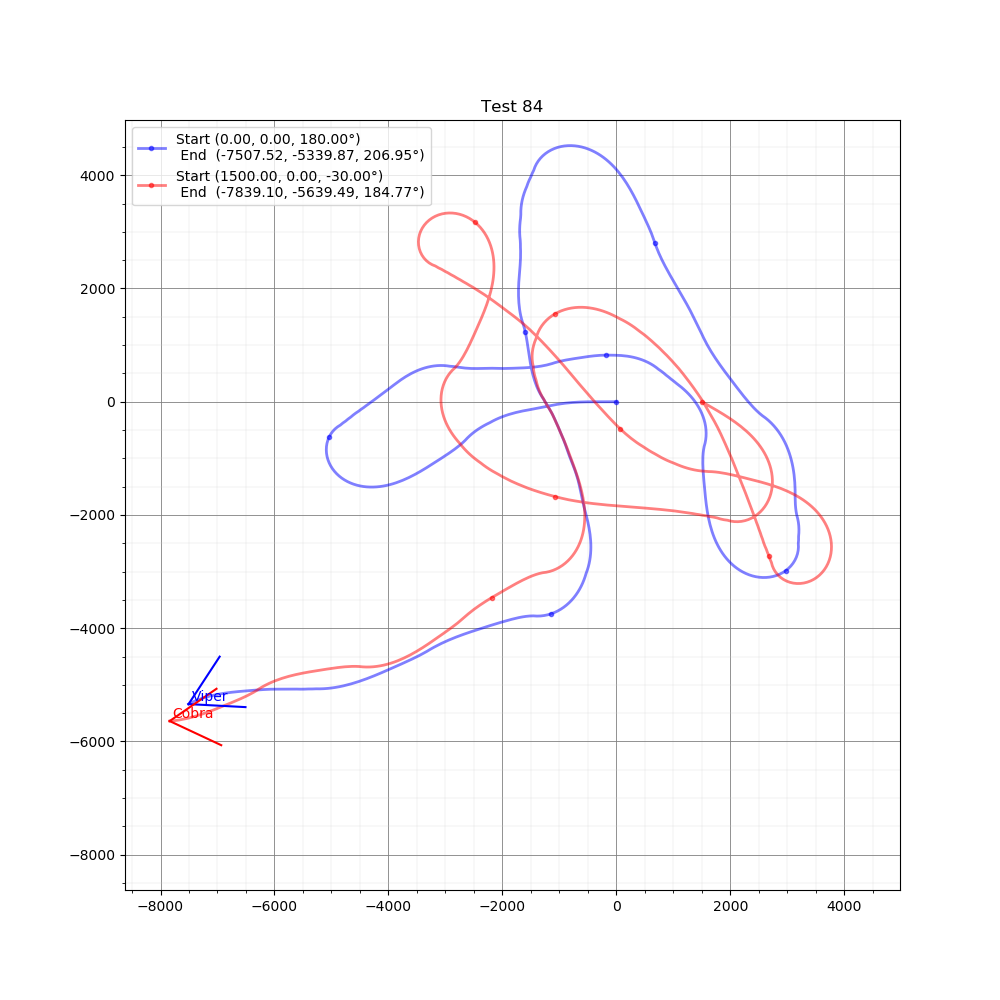 Test 84
Start (0.00, 0.00, 180.00°)
End (-7507.52, -5339.87, 206.95°)
Start (1500.00, 0.00, -30.00°)
End (-7839.10, -5639.49, 184.77°)
4000
2000
0
−2000
−4000
−6000
−8000
Viper
Cobra
−8000 −6000 −4000 −2000 0 2000 4000